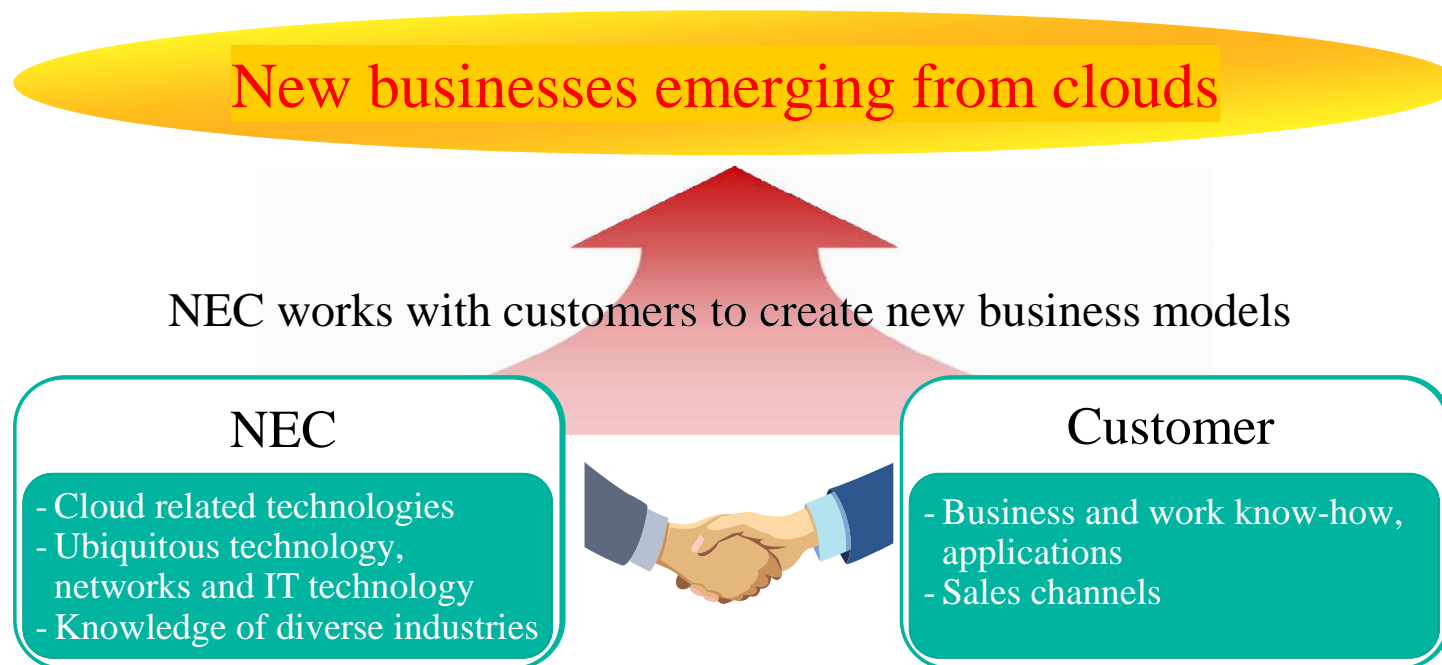 New businesses emerging from clouds
NEC works with customers to create new business models
NEC
- Cloud related technologies
- Ubiquitous technology,
networks and IT technology
- Knowledge of diverse industries
Customer
- Business and work know-how,
applications
- Sales channels